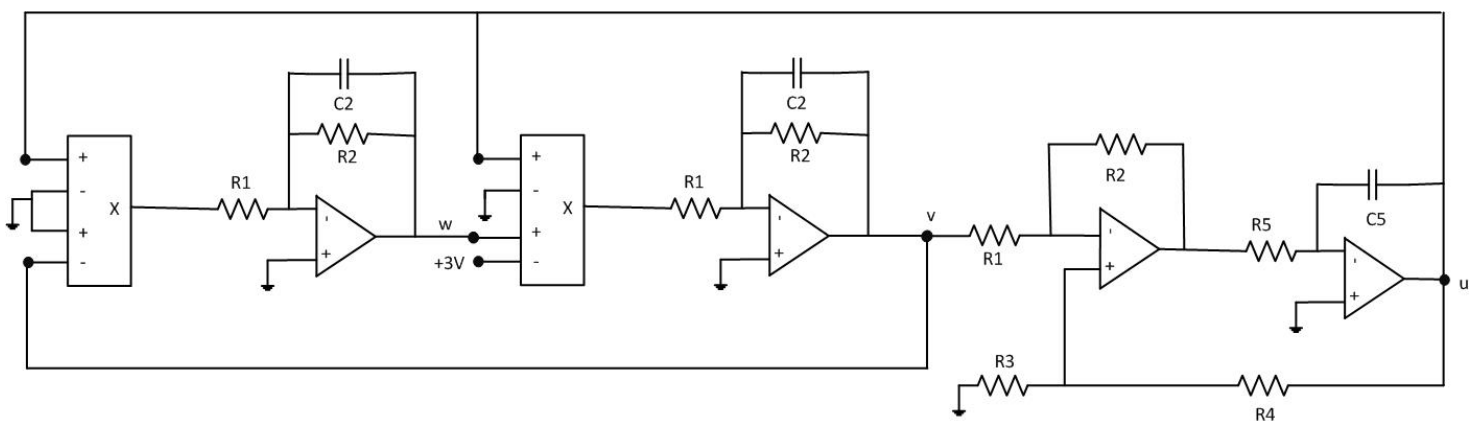 C2
R2
R1
+
-
+
-
X
-
+
w
+3V
C2
R2
R1
+
-
+
-
X
-
+
v
R1
R2
-
+
R5
C5
-
+
u
R3
R4